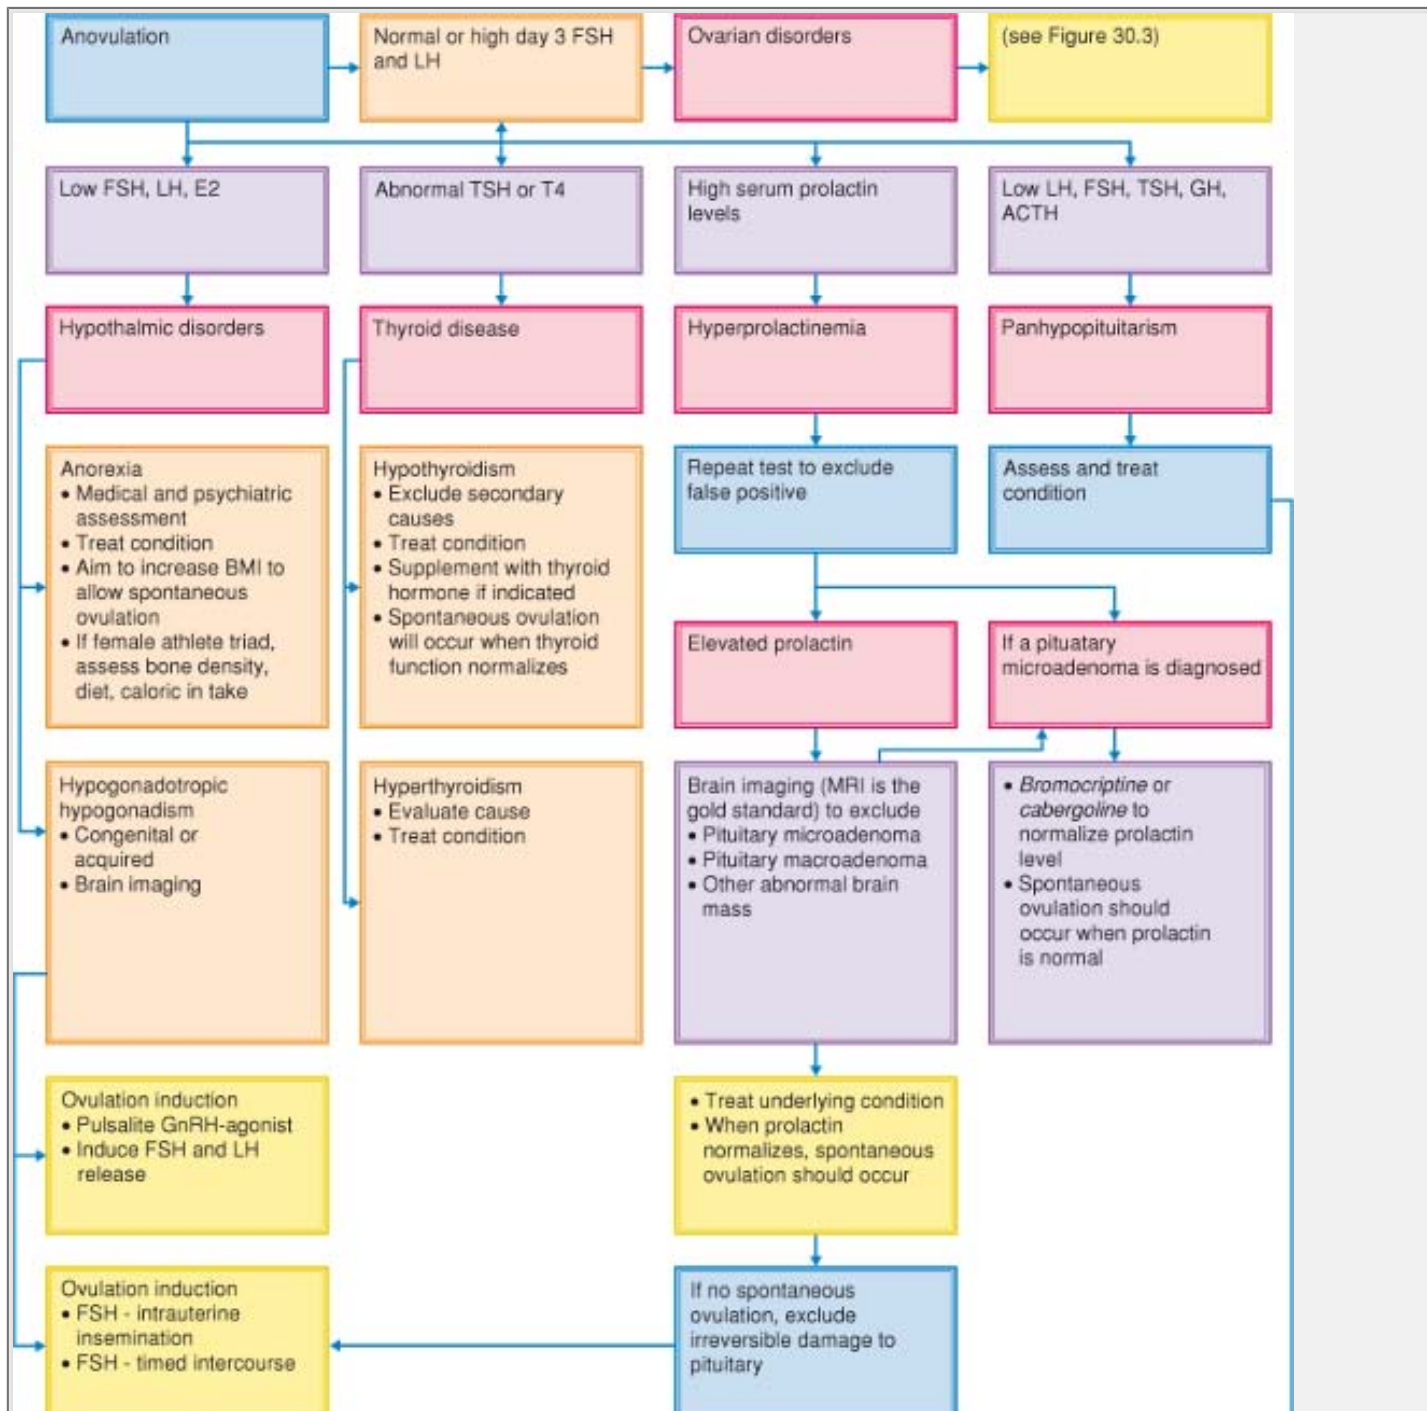 Anovulation
Normal or high day 3 FSH
and LH
Ovarian disorders
(see Figure 30.3)
Low FSH, LH, E2
Abnormal TSH or T4
High serum prolactin
levels
Low LH, FSH, TSH, GH,
ACTH
Hypothalmic disorders
Thyroid disease
Hyperprolactinemia
Panhypopituitarism
Anorexia
• Medical and psychiatric
assessment
• Treat condition
• Aim to increase BMI to
allow spontaneous
ovulation
• If female athlete triad,
assess bone density,
diet, caloric in take
Hypothyroidism
• Exclude secondary
causes
• Treat condition
• Supplement with thyroid
hormone if indicated
• Spontaneous ovulation
will occur when thyroid
function normalizes
Repeat test to exclude
false positive
Assess and treat
condition
Elevated prolactin
If a pituatary
microadenoma is diagnosed
Hypogonadotropic
hypogonadism
• Congenital or
acquired
• Brain imaging
Hyperthyroidism
• Evaluate cause
• Treat condition
Brain imaging (MRI is the
gold standard) to exclude
• Pituitary microadenoma
• Pituitary macroadenoma
• Other abnormal brain
mass
• Bromocriptine or
cabergoline to
normalize prolactin
level
• Spontaneous
ovulation should
occur when prolactin
is normal
Ovulation induction
• Pulsalite GnRH-agonist
• Induce FSH and LH
release
• Treat underlying condition
• When prolactin
normalizes, spontaneous
ovulation should occur
Ovulation induction
• FSH - intrauterine
insemination
• FSH - timed intercourse
If no spontaneous
ovulation, exclude
irreversible damage to
pituitary